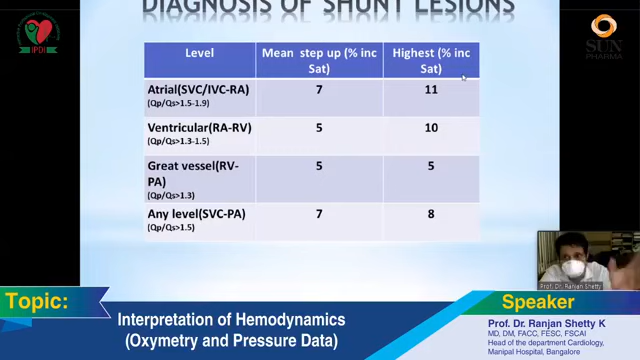 DIAGNOSIS OF SHUNT LESIONS
IPDI
SUN
PHARMA
Level
Mean step up (% inc
Sat)
Highest (% inc
Sat)
Atrial(SVC/IVC-RA)
(Qp/Qs>1.5-1.9)
7
11
Ventricular(RA-RV)
(Qp/Qs>1.3-1.5)
5
10
Great vessel(RV-
PA)
(Qp/Qs>1.3)
5
5
Any level(SVC-PA)
(Qp/Qs>1.5)
7
8
Prof. Dr. Ranjan Shetty
Topic:
Interpretation of Hemodynamics
(Oxymetry and Pressure Data)
Speaker
Prof. Dr. Ranjan Shetty K
MD, DM, FACC, FESC, FSCAI
Head of the department Cardiology,
Manipal Hospital, Bangalore